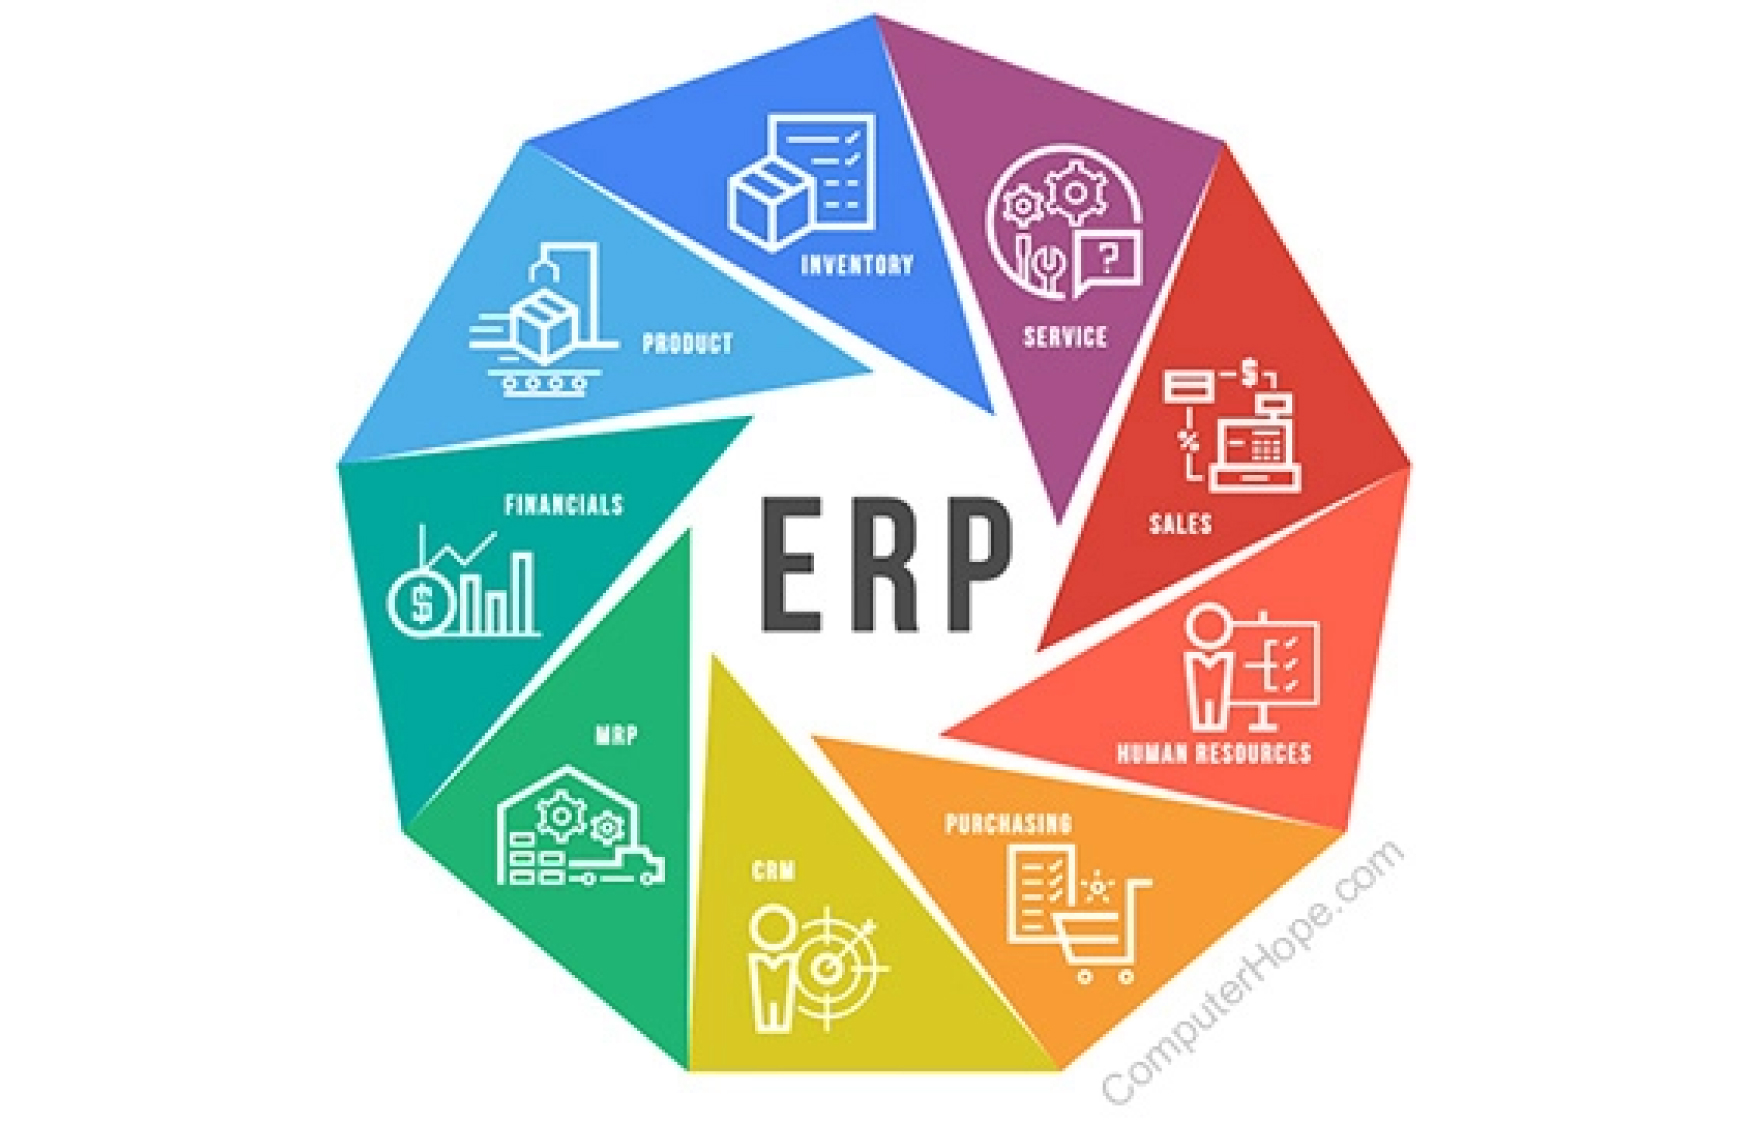 INVENTORY
SERVICE
PRODUCT
FINANCIALS
ERP
SALES
MRP
HUMAN RESOURCES
PURCHASING
CRM
ComputerHope.com
$
?
$
%